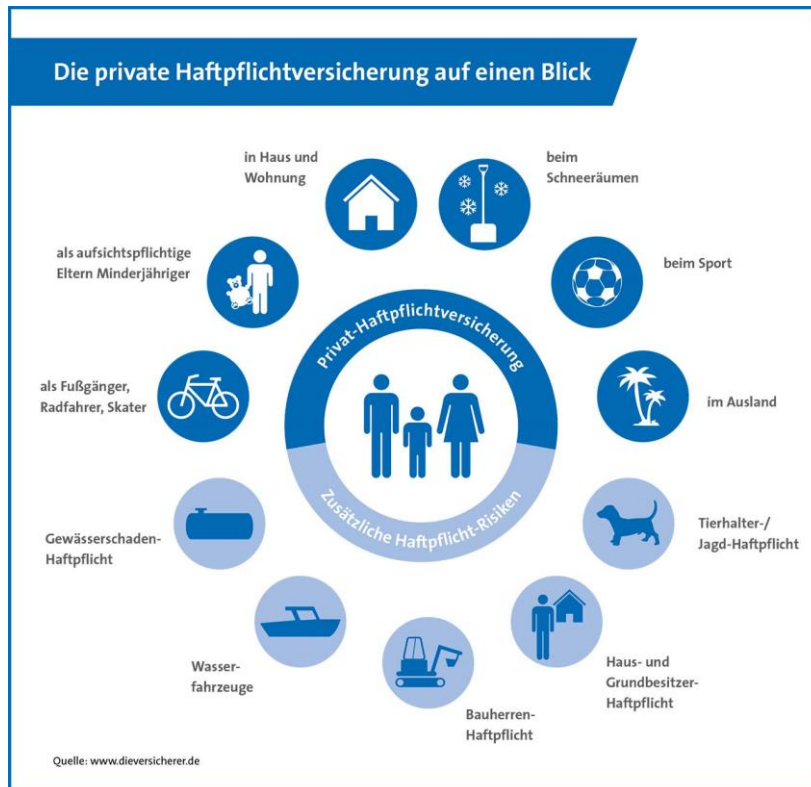 Die private Haftpflichtversicherung auf einen Blick
in Haus und
Wohnung
beim
Schneeräumen
als aufsichtspflichtige
Eltern Minderjähriger
beim Sport
Privat-Haftpflichtversicherung
als Fußgänger,
Radfahrer, Skater
im Ausland
Zusätzliche Haftpflicht-Risiken
Gewässerschaden-
Haftpflicht
Tierhalter-/
Jagd-Haftpflicht
Wasser-
fahrzeuge
Bauherren-
Haftpflicht
Haus- und
Grundbesitzer-
Haftpflicht
Quelle: www.dieversicherer.de